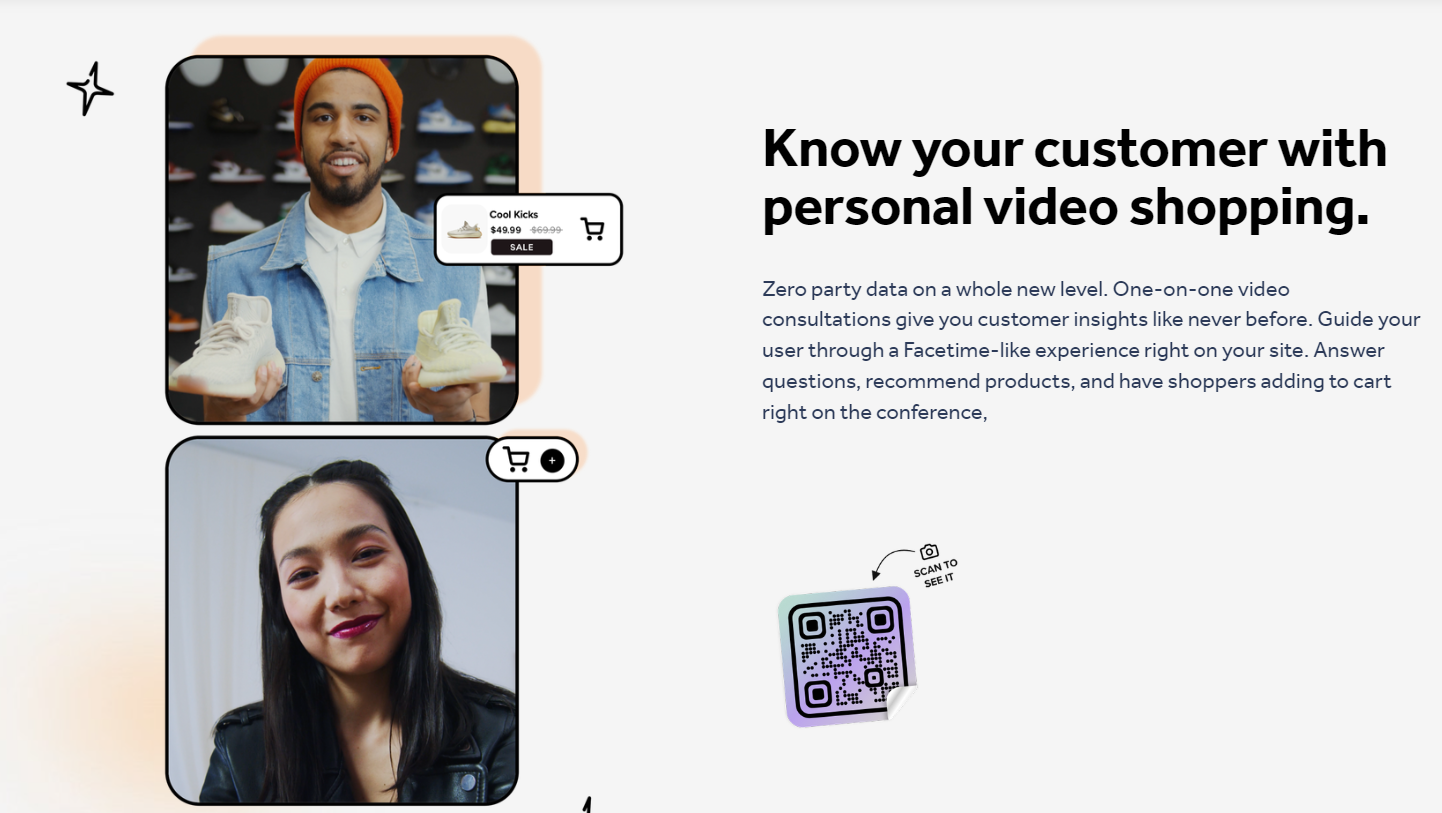 Cool Kicks
$49.99 $69.99
SALE
Know your customer with
personal video shopping.
Zero party data on a whole new level. One-on-one video
consultations give you customer insights like never before. Guide your
user through a Facetime-like experience right on your site. Answer
questions, recommend products, and have shoppers adding to cart
right on the conference,
SCAN TO
SEE IT